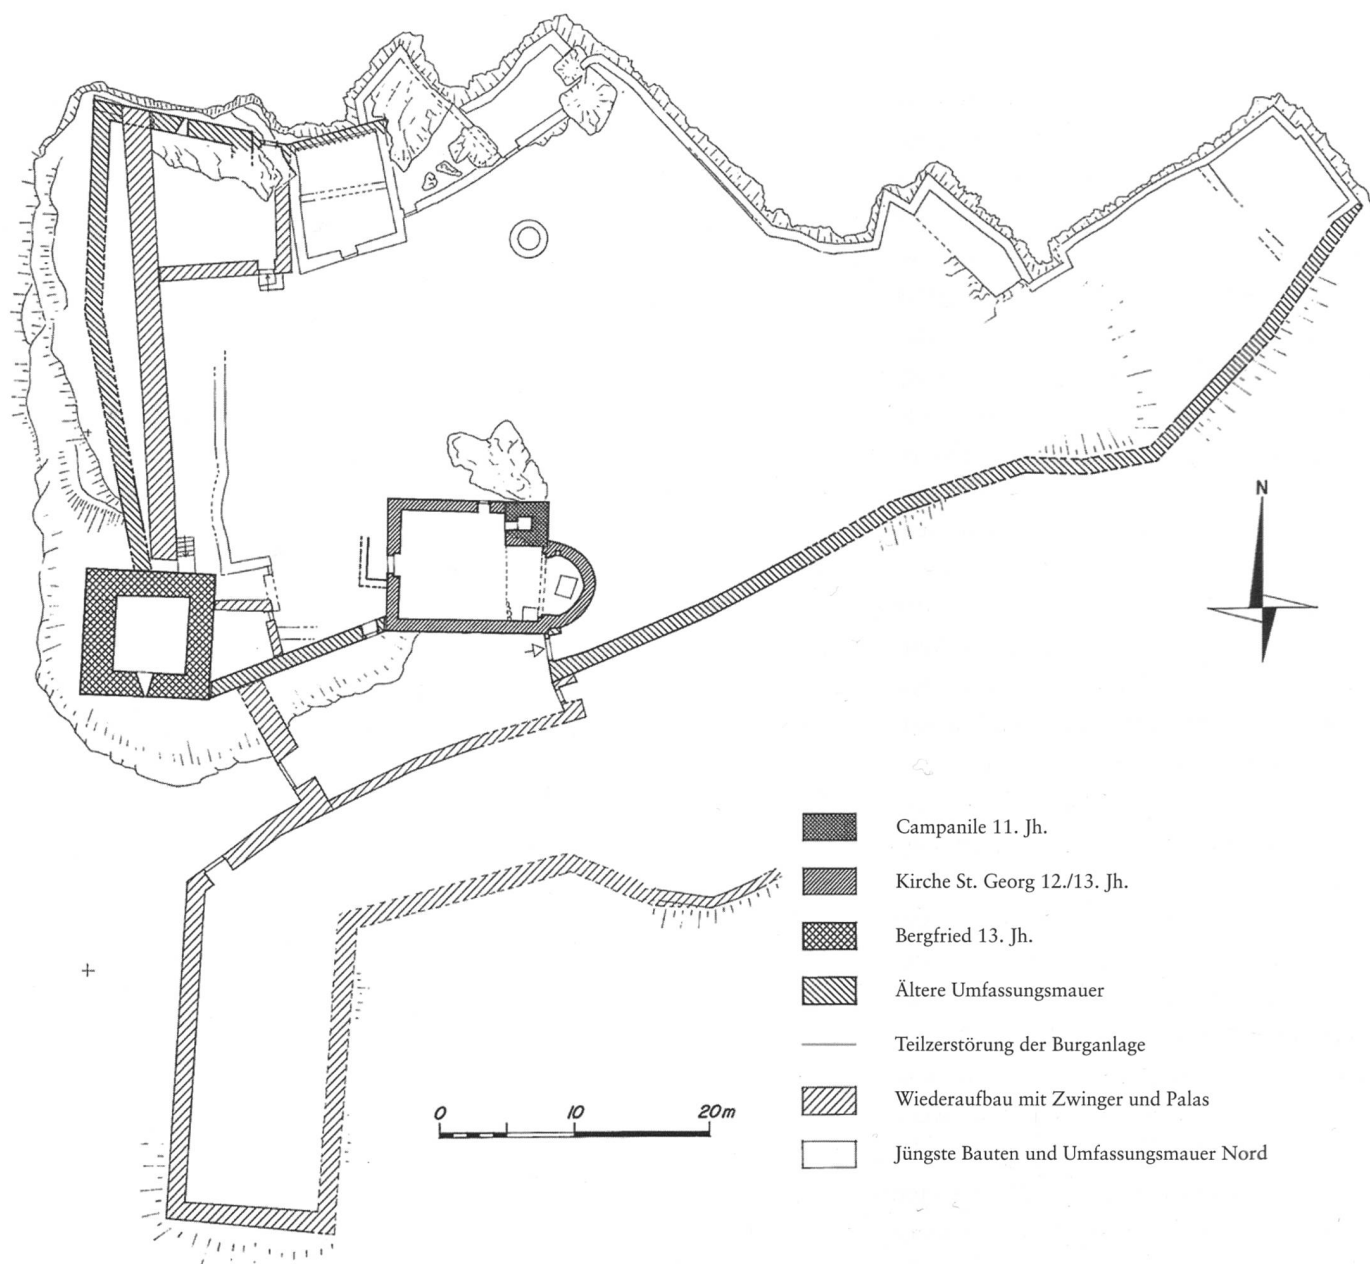 N
Campanile 11. Jh.
Kirche St. Georg 12./13. Jh.
Bergfried 13. Jh.
Ältere Umfassungsmauer
Teilzerstörung der Burganlage
Wiederaufbau mit Zwinger und Palas
Jüngste Bauten und Umfassungsmauer Nord
0 10 20m